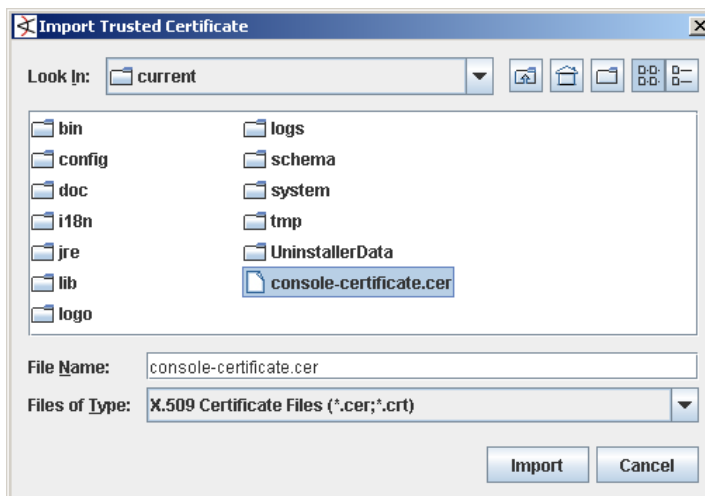 Import Trusted Certificate
Look In: current
bin logs
config schema
doc system
i18n tmp
jre UninstallerData
lib console-certificate.cer
logo
File Name: console-certificate.cer
Files of Type: X.509 Certificate Files (*.cer;*.crt)
Import Cancel